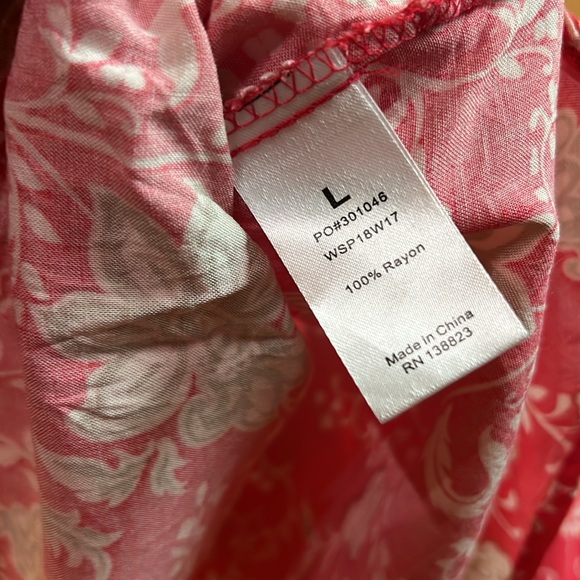 L
PO#301046
WSP18W17
100% Rayon
Made in China
RN 138823